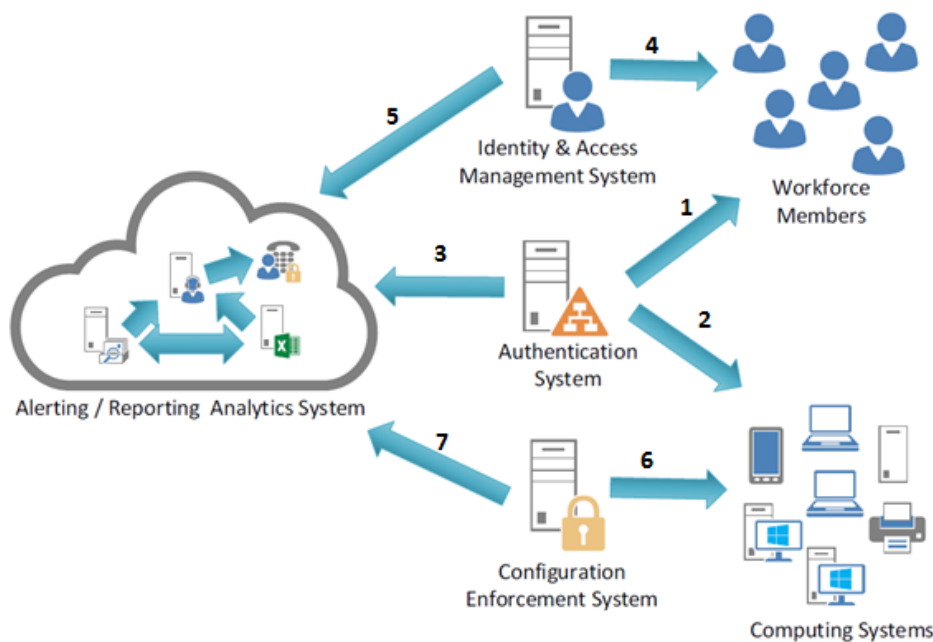 4
5
Identity & Access
Management System
Workforce
Members
1
3
2
Authentication
System
Alerting / Reporting Analytics System
7
6
X
Configuration
Enforcement System
Computing Systems